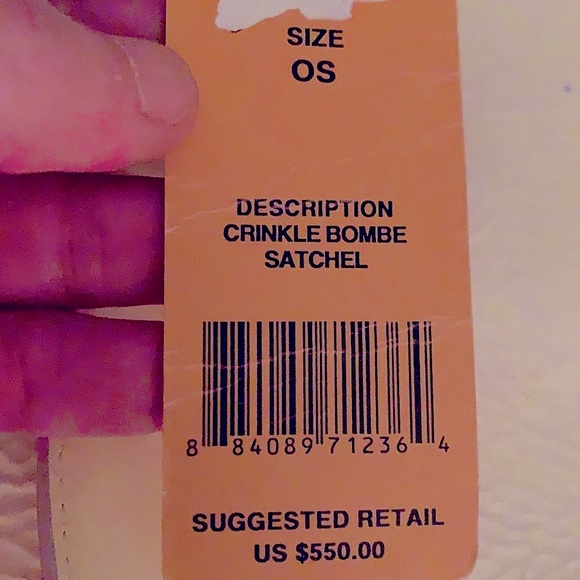 SIZE
OS
DESCRIPTION
CRINKLE BOMBE
SATCHEL
8 84089 71236 4
SUGGESTED RETAIL
US $550.00